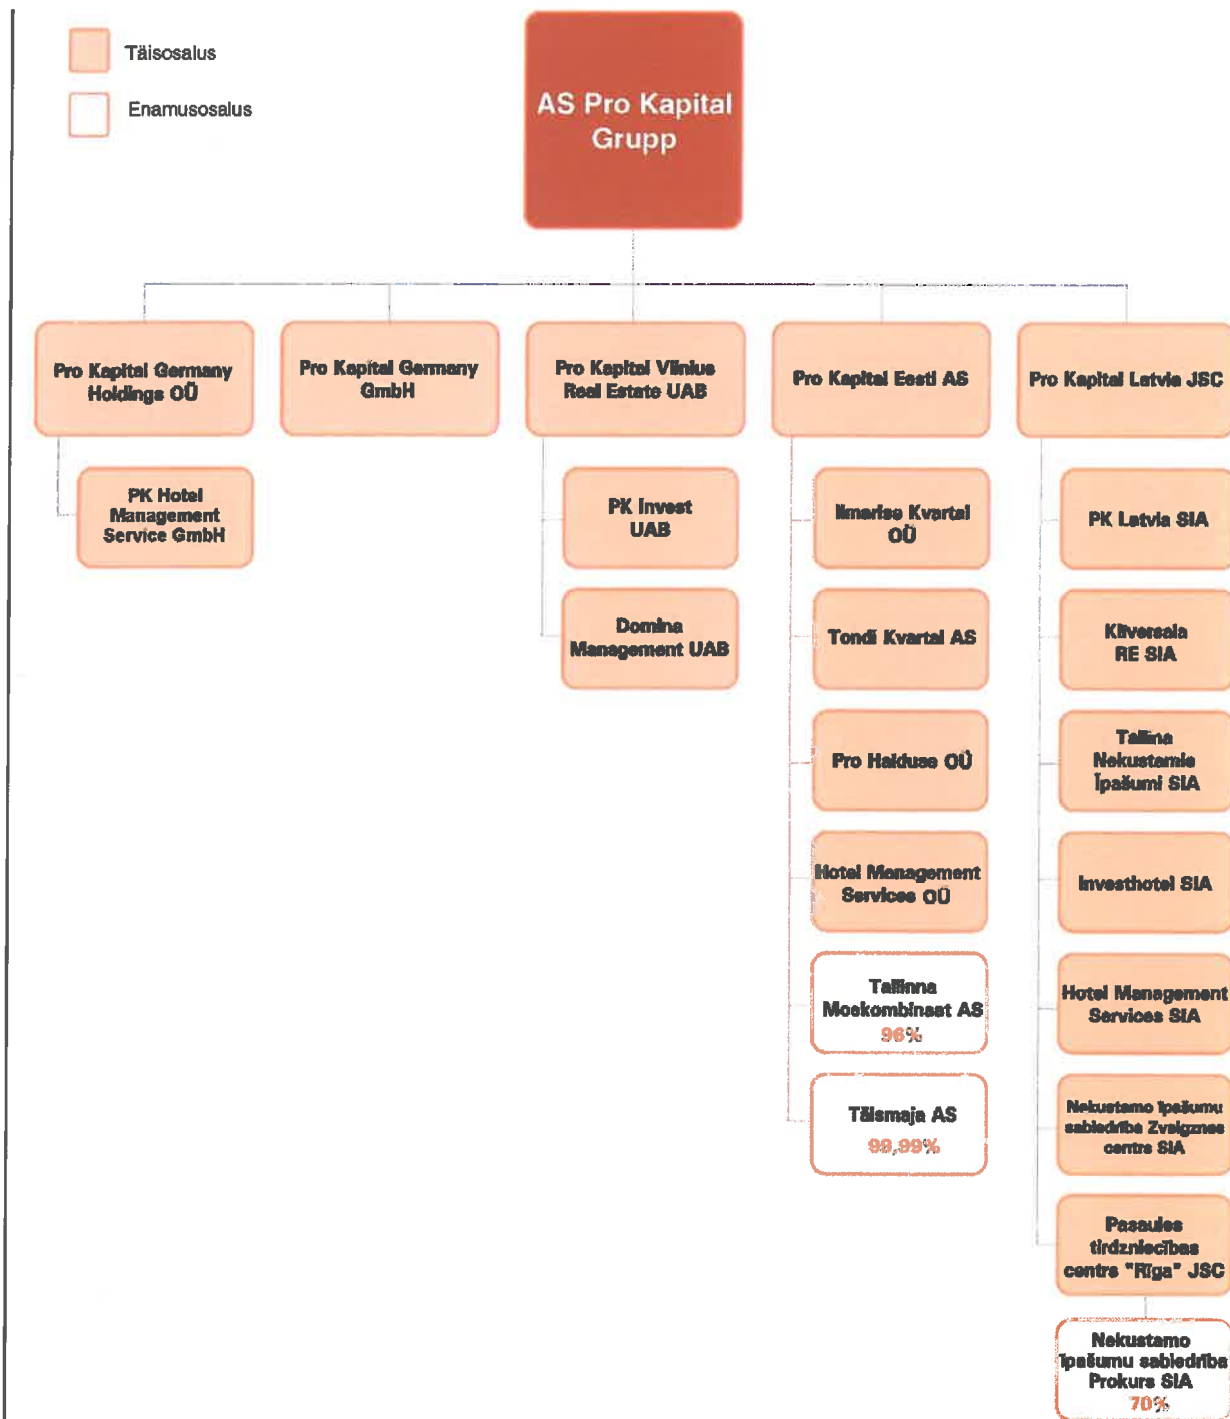 Täisosalus
Enamusosalus
AS Pro Kapital
Grupp
Pro Kapital Germany
Holdings OÜ
Pro Kapital Germany
GmbH
Pro Kapital Vilnius
Real Estate UAB
Pro Kapital Eesti AS
Pro Kapital Latvia JSC
PK Hotel
Management
Service GmbH
PK Invest
UAB
Domina
Management UAB
Ilmarise Kvartal
OÜ
Tondi Kvartal AS
Pro Halduse OÜ
Hotel Management
Services OÜ
Tallinna
Moekombinaat AS
96%
Täismaja AS
99,99%
PK Latvia SIA
Kliversala
RE SIA
Tallina
Nekustamie
Īpašumi SIA
Investhotel SIA
Hotel Management
Services SIA
Nekustamo īpašumu
sabiedrība Zvaigznes
centrs SIA
Pasaules
tirdzniecības
centrs "Rīga" JSC
Nekustamo
īpašumu sabiedrība
Prokurs SIA
70%